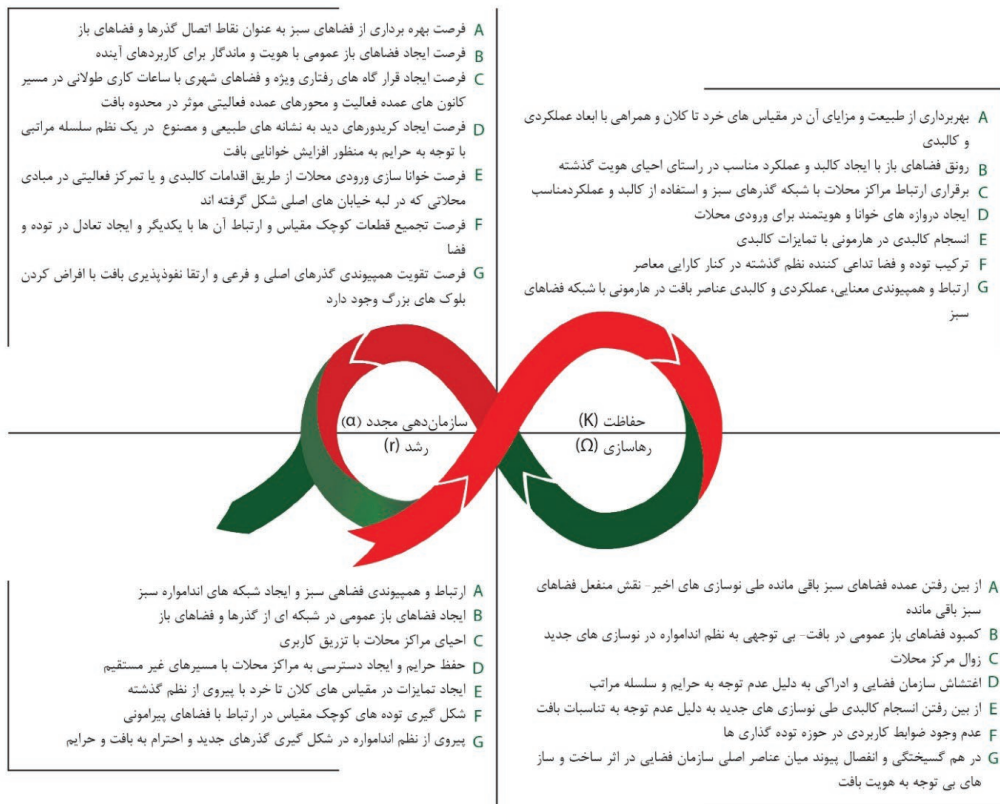 A فرصت بهره برداری از فضاهای سبز به عنوان نقاط اتصال گذرها و فضاهای باز
B فرصت ایجاد فضاهای باز عمومی با هویت و ماندگار برای کاربردهای آینده
C فرصت ایجاد قرار گاه های رفتاری ویژه و فضاهای شهری با ساعات کاری طولانی در مسیر
کانون های عمده فعالیت و محورهای عمده فعالیتی موثر در محدوده بافت
D فرصت ایجاد کریدورهای دید به نشانه های طبیعی و مصنوع در یک نظم سلسله مراتبی
با توجه به حرایم به منظور افزایش خوانایی بافت
E فرصت خوانا سازی ورودی محلات از طریق اقدامات کالبدی و یا تمرکز فعالیتی در مبادی
محلاتی که در لبه خیابان های اصلی شکل گرفته اند
F فرصت تجمیع قطعات کوچک مقیاس و ارتباط آن ها با یکدیگر و ایجاد تعادل در توده و
فضا
G فرصت تقویت همپیوندی گذرهای اصلی و فرعی و ارتقا نفوذپذیری بافت با افراض کردن
بلوک های بزرگ وجود دارد
A بهربرداری از طبیعت و مزایای آن در مقیاس های خرد تا کلان و همراهی با ابعاد عملکردی
و کالبدی
B رونق فضاهای باز با ایجاد کالبد و عملکرد مناسب در راستای احیای هویت گذشته
C برقراری ارتباط مراکز محلات با شبکه گذرهای سبز و استفاده از کالبد و عملکردمناسب
D ایجاد دروازه های خوانا و هویتمند برای ورودی محلات
E انسجام کالبدی در هارمونی با تمایزات کالبدی
F ترکیب توده و فضا تداعی کننده نظم گذشته در کنار کارایی معاصر
G ارتباط و همپیوندی معنایی، عملکردی و کالبدی عناصر بافت در هارمونی با شبکه فضاهای
سبز
حفاظت (K)
سازمان‌دهی مجدد (α)
رهاسازی (Ω)
رشد (r)
A از بین رفتن عمده فضاهای سبز باقی مانده طی نوسازی های اخیر- نقش منفعل فضاهای
سبز باقی مانده
B کمبود فضاهای باز عمومی در بافت- بی توجهی به نظم اندامواره در نوسازی های جدید
C زوال مرکز محلات
D اغتشاش سازمان فضایی و ادراکی به دلیل عدم توجه به حرایم و سلسله مراتب
E از بین رفتن انسجام کالبدی طی نوسازی های جدید به دلیل عدم توجه به تناسبات بافت
F عدم وجود ضوابط کاربردی در حوزه توده گذاری ها
G در هم گسیختگی و انفصال پیوند میان عناصر اصلی سازمان فضایی در اثر ساخت و ساز
های بی توجه به هویت بافت
A ارتباط و همپیوندی فضاهی سبز و ایجاد شبکه های اندامواره سبز
B ایجاد فضاهای باز عمومی در شبکه ای از گذرها و فضاهای باز
C احیای مراکز محلات با تزریق کاربری
D حفظ حرایم و ایجاد دسترسی به مراکز محلات با مسیرهای غیر مستقیم
E ایجاد تمایزات در مقیاس های کلان تا خرد با پیروی از نظم گذشته
F شکل گیری توده های کوچک مقیاس در ارتباط با فضاهای پیرامونی
G پیروی از نظم اندامواره در شکل گیری گذرهای جدید و احترام به بافت و حرایم